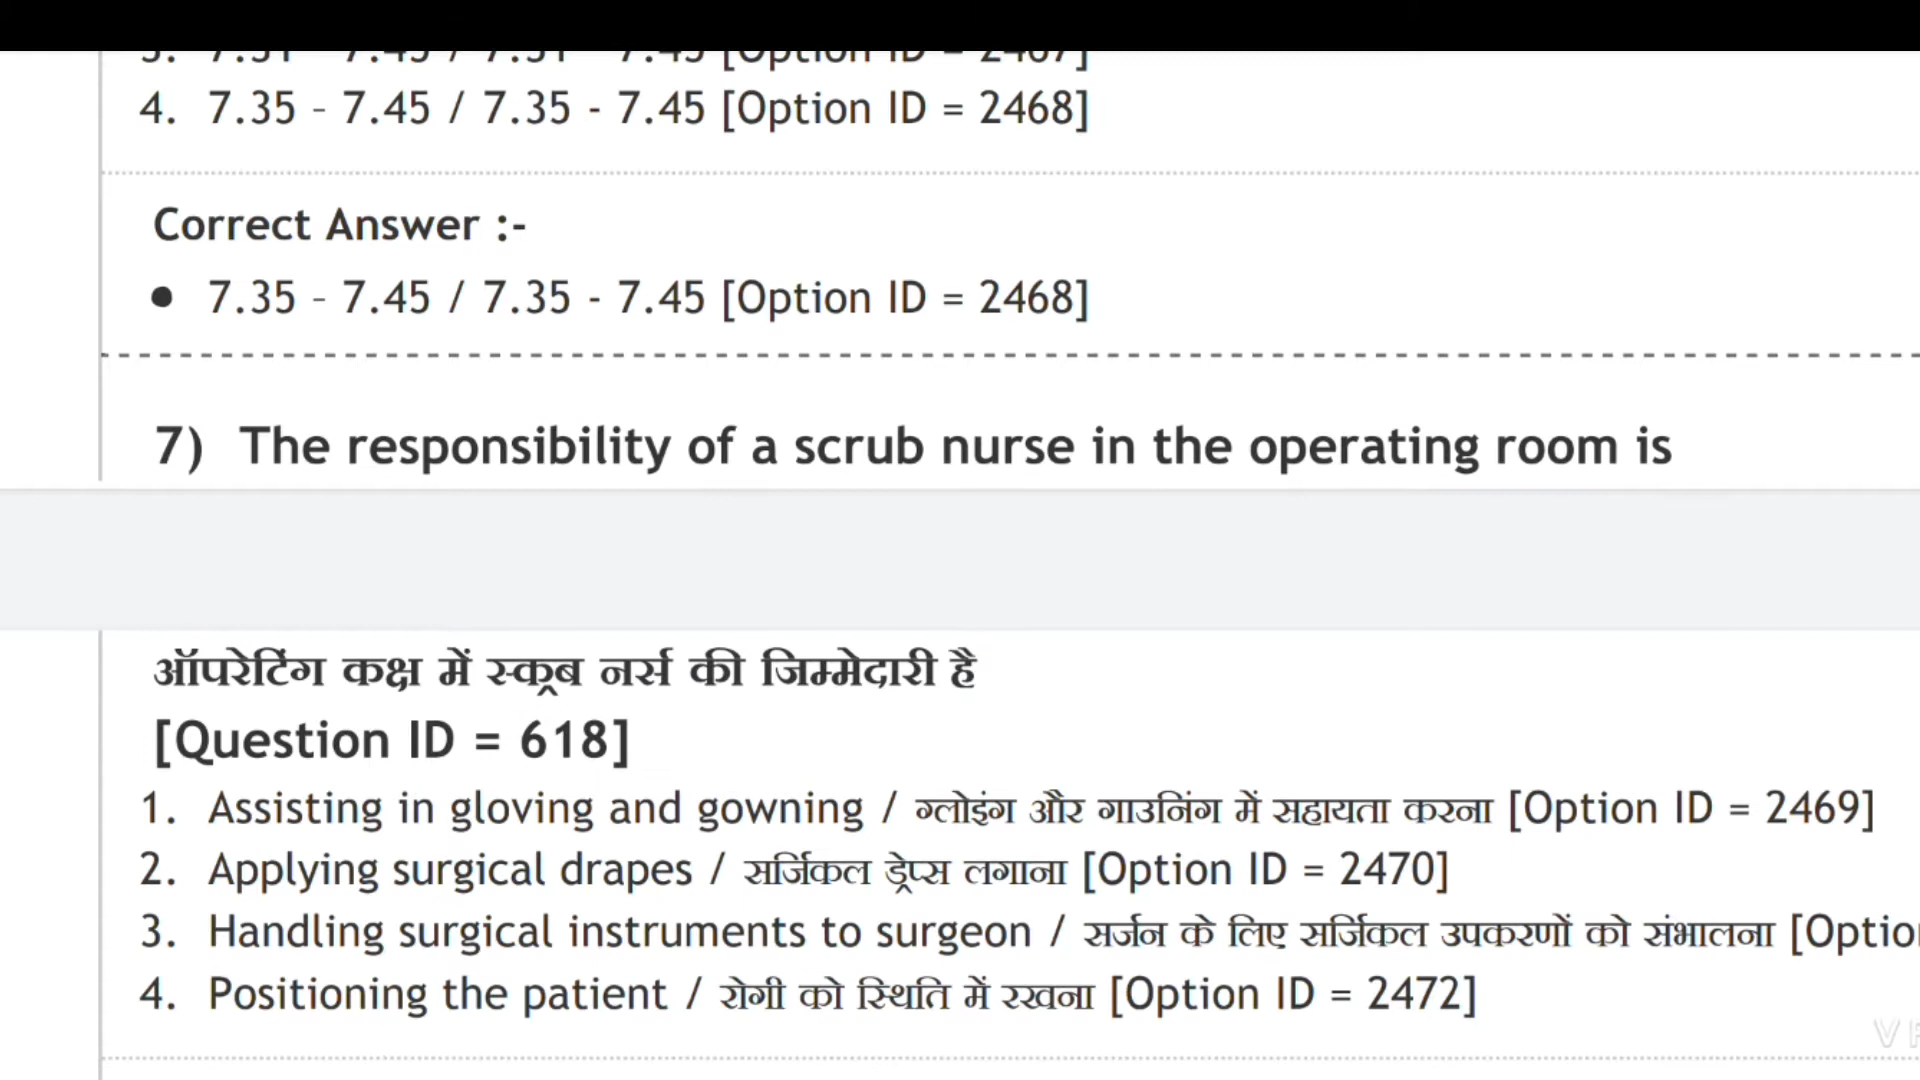 4. 7.35 – 7.45 / 7.35 - 7.45 [Option ID = 2468]
Correct Answer :-
● 7.35 – 7.45 / 7.35 - 7.45 [Option ID = 2468]
7) The responsibility of a scrub nurse in the operating room is
ऑपरेटिंग कक्ष में स्क्रूब नर्स की जिम्मेदारी है
[Question ID = 618]
1. Assisting in gloving and gowning / ग्लोइंग और गाउनिंग में सहायता करना [Option ID = 2469]
2. Applying surgical drapes / सर्जिकल ड्रेप्स लगाना [Option ID = 2470]
3. Handling surgical instruments to surgeon / सर्जन के लिए सर्जिकल उपकरणों को संभालना [Optio
4. Positioning the patient / रोगी को स्थिति में रखना [Option ID = 2472]